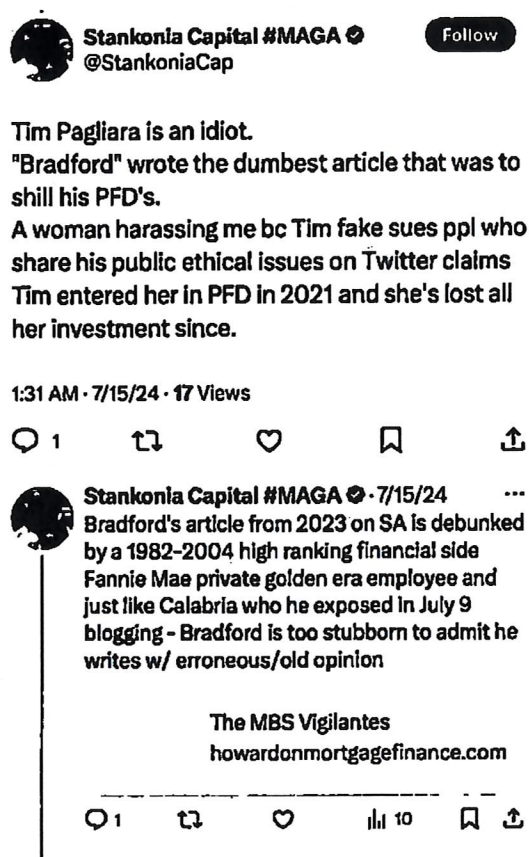 Stankonia Capital #MAGA
Follow
@StankoniaCap
Tim Pagliara is an idiot.
"Bradford" wrote the dumbest article that was to
shill his PFD's.
A woman harassing me bc Tim fake sues ppl who
share his public ethical issues on Twitter claims
Tim entered her in PFD in 2021 and she's lost all
her investment since.
1:31 AM · 7/15/24 · 17 Views
1
Stankonia Capital #MAGA · 7/15/24 ...
Bradford's article from 2023 on SA is debunked
by a 1982-2004 high ranking financial side
Fannie Mae private golden era employee and
just like Calabria who he exposed in July 9
blogging - Bradford is too stubborn to admit he
writes w/ erroneous/old opinion
The MBS Vigilantes
howardonmortgagefinance.com
1
10